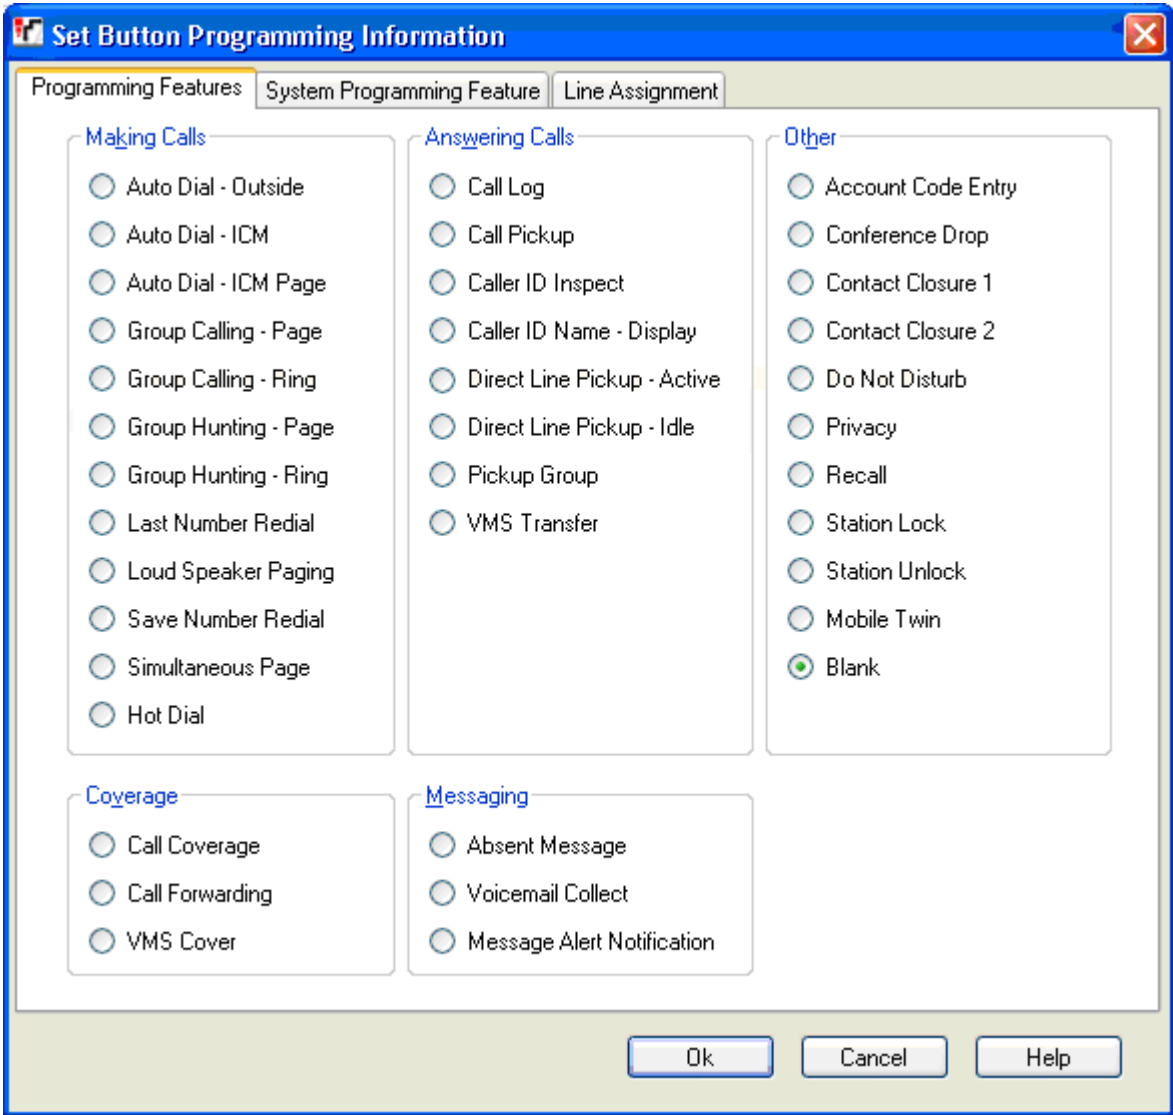 Set Button Programming Information
Programming Features
System Programming Feature
Line Assignment
Making Calls
Auto Dial - Outside
Auto Dial - ICM
Auto Dial - ICM Page
Group Calling - Page
Group Calling - Ring
Group Hunting - Page
Group Hunting - Ring
Last Number Redial
Loud Speaker Paging
Save Number Redial
Simultaneous Page
Hot Dial
Answering Calls
Call Log
Call Pickup
Caller ID Inspect
Caller ID Name - Display
Direct Line Pickup - Active
Direct Line Pickup - Idle
Pickup Group
VMS Transfer
Other
Account Code Entry
Conference Drop
Contact Closure 1
Contact Closure 2
Do Not Disturb
Privacy
Recall
Station Lock
Station Unlock
Mobile Twin
Blank
Coverage
Call Coverage
Call Forwarding
VMS Cover
Messaging
Absent Message
Voicemail Collect
Message Alert Notification
Ok
Cancel
Help